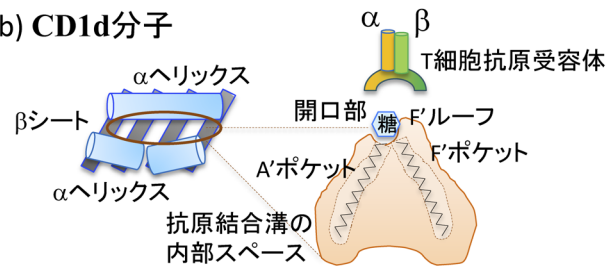 b) CD1d分子
α β
T細胞抗原受容体
αヘリックス
βシート
αヘリックス
開口部
糖
F’ルーフ
A’ポケット
F’ポケット
抗原結合溝の
内部スペース